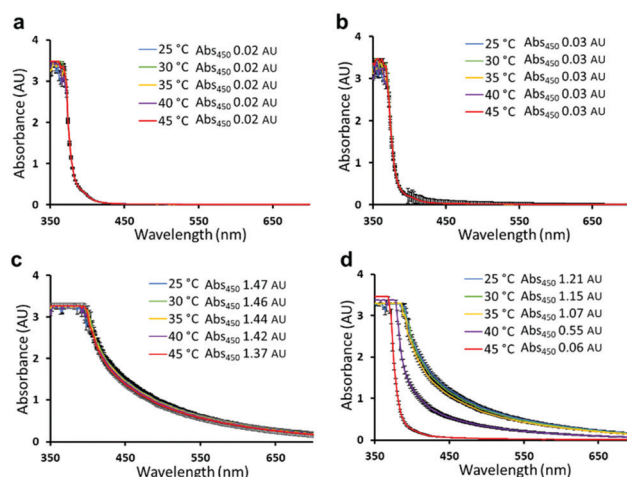 a
4
3
2
1
0
Absorbance (AU)
25 °C Abs450 0.02 AU
30 °C Abs450 0.02 AU
35 °C Abs450 0.02 AU
40 °C Abs450 0.02 AU
45 °C Abs450 0.02 AU
350 450 550 650
Wavelength (nm)
b
4
3
2
1
0
Absorbance (AU)
25 °C Abs450 0.03 AU
30 °C Abs450 0.03 AU
35 °C Abs450 0.03 AU
40 °C Abs450 0.03 AU
45 °C Abs450 0.03 AU
350 450 550 650
Wavelength (nm)
c
4
3
2
1
0
Absorbance (AU)
25 °C Abs450 1.47 AU
30 °C Abs450 1.46 AU
35 °C Abs450 1.44 AU
40 °C Abs450 1.42 AU
45 °C Abs450 1.37 AU
350 450 550 650
Wavelength (nm)
d
4
3
2
1
0
Absorbance (AU)
25 °C Abs450 1.21 AU
30 °C Abs450 1.15 AU
35 °C Abs450 1.07 AU
40 °C Abs450 0.55 AU
45 °C Abs450 0.06 AU
350 450 550 650
Wavelength (nm)